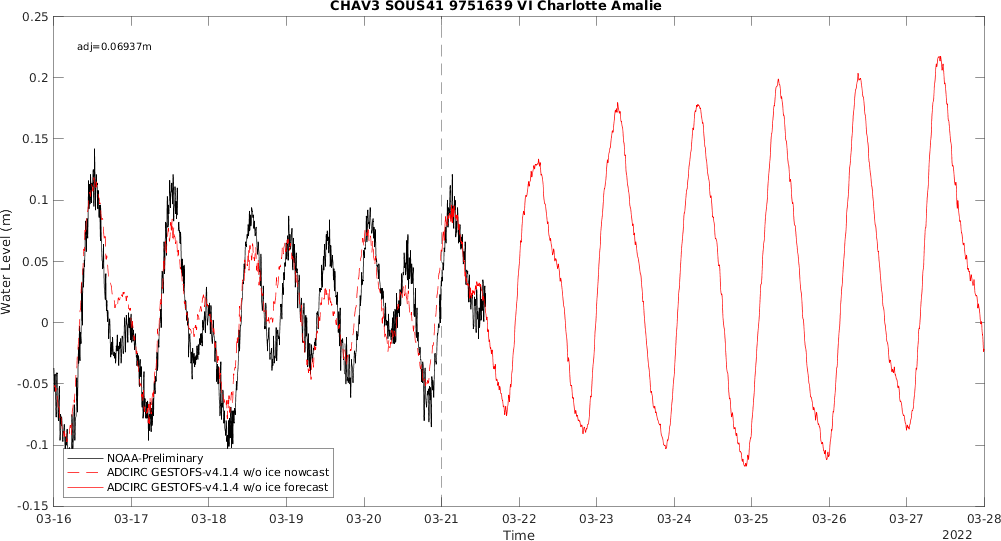 CHAV3 SOUS41 9751639 VI Charlotte Amalie
adj=0.06937m
0.25
0.2
0.15
0.1
0.05
0
-0.05
-0.1
-0.15
Water Level (m)
NOAA-Preliminary
ADCIRC GESTOFS-v4.1.4 w/o ice nowcast
ADCIRC GESTOFS-v4.1.4 w/o ice forecast
03-16 03-17 03-18 03-19 03-20 03-21 03-22 03-23 03-24 03-25 03-26 03-27 03-28
Time
2022